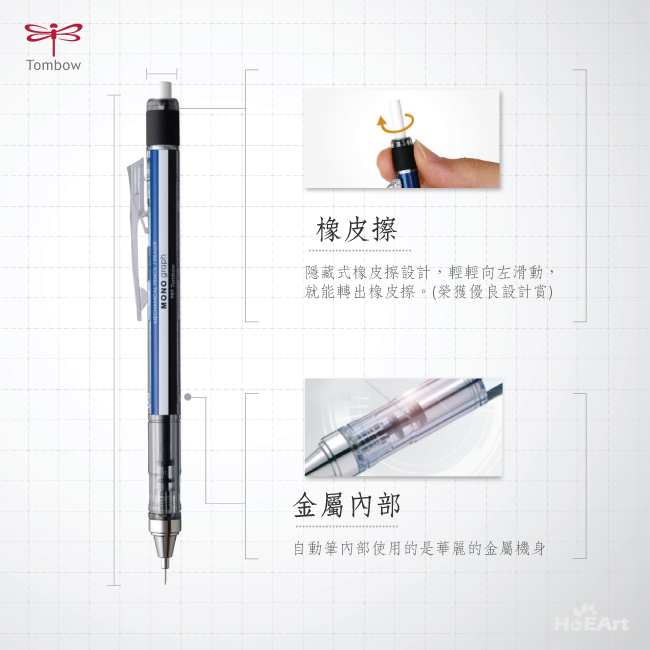 Tombow
橡皮擦
隱藏式橡皮擦設計，輕輕向左滑動，
就能轉出橡皮擦。(榮獲優良設計賞)
MONO graph
Tombow
金屬內部
自動筆內部使用的是華麗的金屬機身
HoEArt